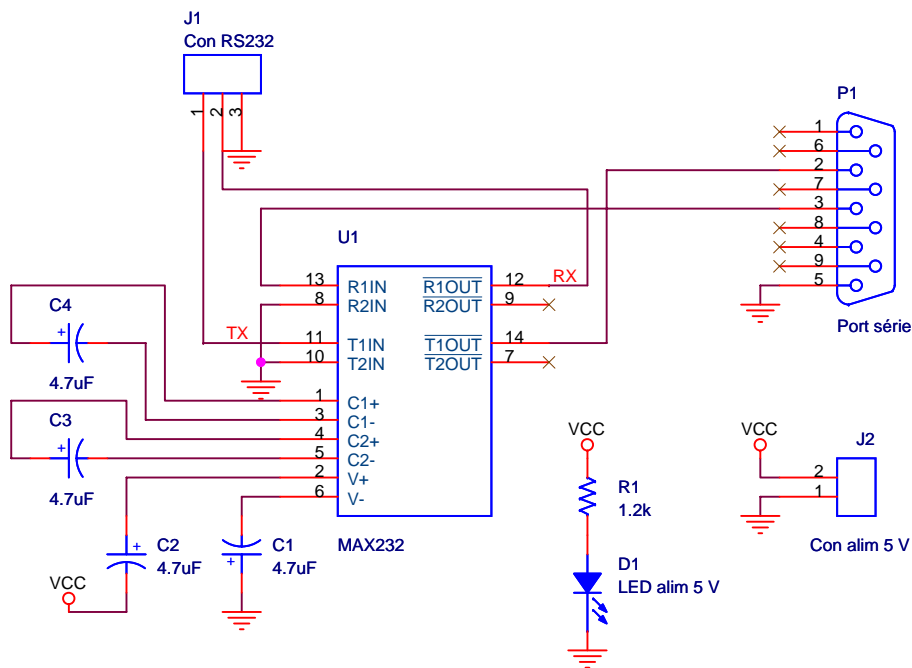 J1
Con RS232
1
2
3
P1
1
6
2
7
3
8
4
9
5
Port série
U1
13 R1IN R1OUT 12 RX
8 R2IN R2OUT 9
TX 11 T1IN T1OUT 14
10 T2IN T2OUT 7
1 C1+
3 C1-
4 C2+
5 C2-
2 V+
6 V-
MAX232
C4
+
4.7uF
C3
+
4.7uF
C2
+
4.7uF
VCC
C1
+
4.7uF
VCC
R1
1.2k
D1
LED alim 5 V
VCC
J2
2
1
Con alim 5 V